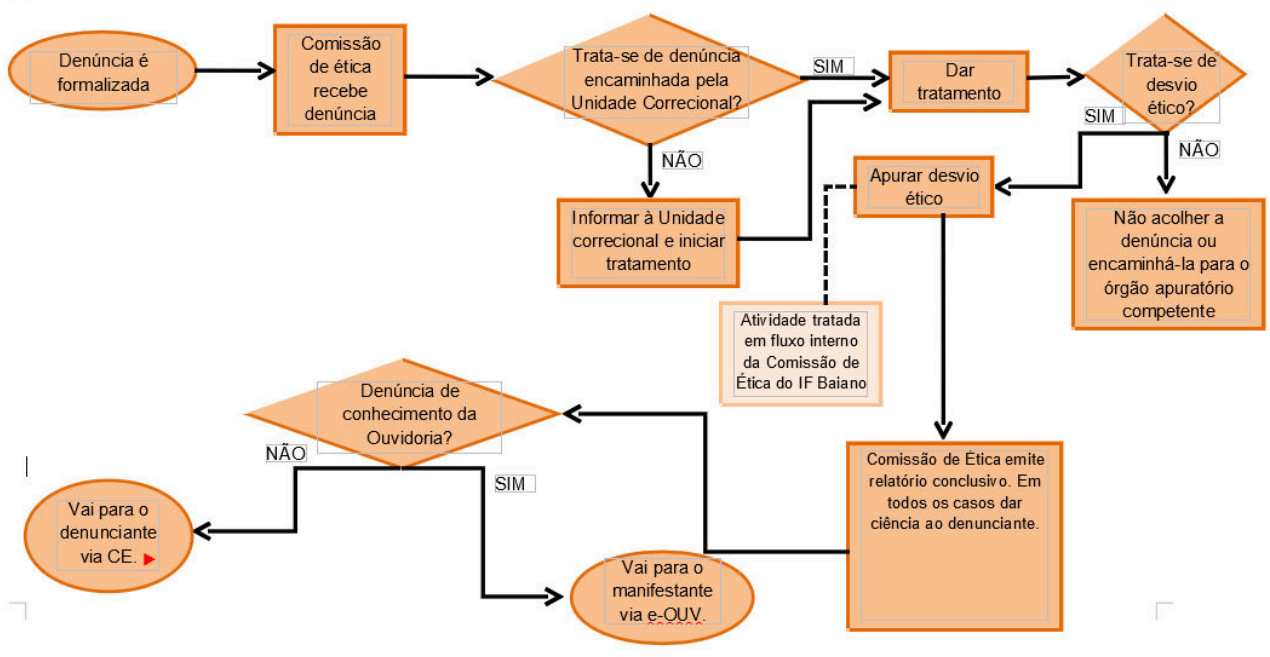 Denúncia é
formalizada
Comissão
de ética
recebe
denúncia
Trata-se de denúncia
encaminhada pela
Unidade Correcional?
SIM
Dar
tratamento
Trata-se de
desvio
ético?
SIM
NÃO
NÃO
Informar à Unidade
correcional e iniciar
tratamento
Apurar desvio
ético
Não acolher a
denúncia ou
encaminhá-la para o
órgão apuratório
competente
Atividade tratada
em fluxo interno
da Comissão de
Ética do IF Baiano
Comissão de Ética emite
relatório conclusivo. Em
todos os casos dar
ciência ao denunciante.
Denúncia de
conhecimento da
Ouvidoria?
NÃO
SIM
Vai para o
denunciante
via CE.
Vai para o
manifestante
via e-OUV.